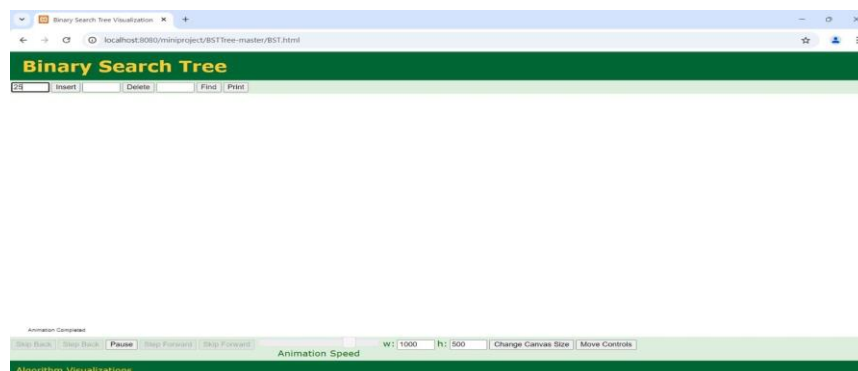 Binary Search Tree Visualization
localhost:8080/miniproject/BSTTree-master/BST.html
Binary Search Tree
25 Insert Delete Find Print
Animation Completed
Skip Back Step Back Pause Step Forward Skip Forward w: 1000 h: 500 Change Canvas Size Move Controls
Animation Speed
Algorithm Visualizations